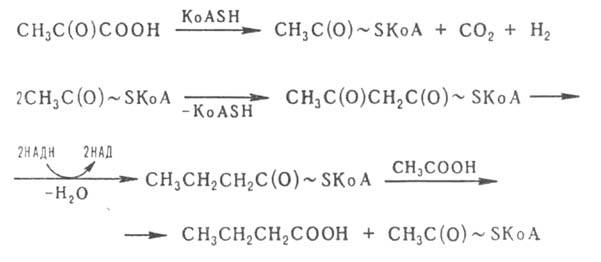 CH₃C(O)COOH KoASH CH₃C(O)~SKoA + CO₂ + H₂
2CH₃C(O)~SKoA −KoASH CH₃C(O)CH₂C(O)~SKoA
2НАДН 2НАД −H₂O CH₃CH₂CH₂C(O)~SKoA CH₃COOH
CH₃CH₂CH₂COOH + CH₃C(O)~SKoA